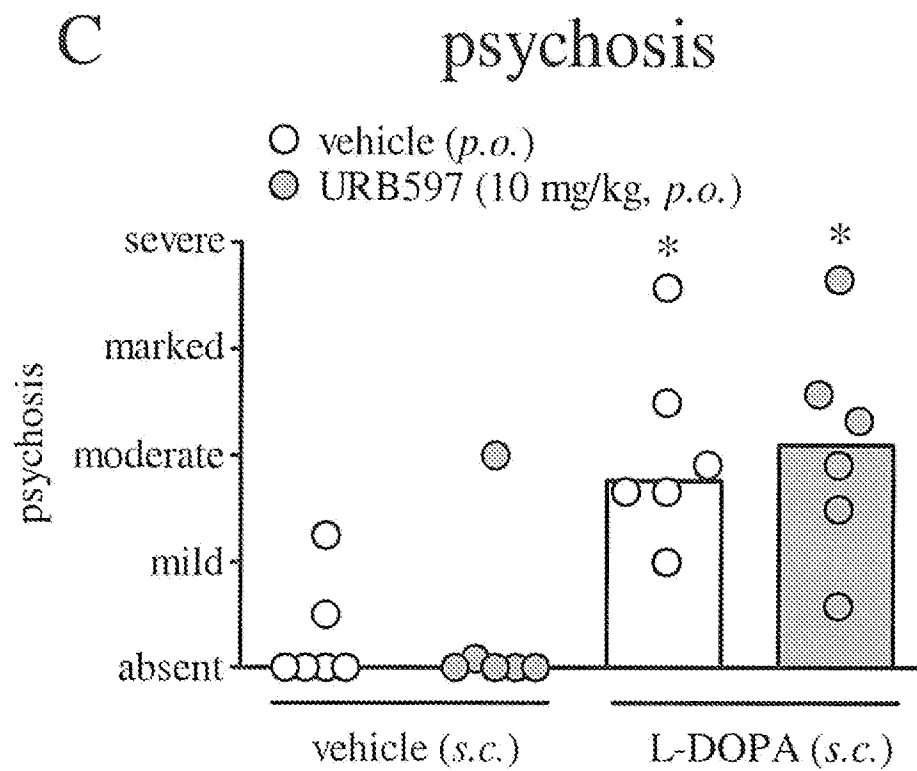 C
psychosis
vehicle (p.o.)
URB597 (10 mg/kg, p.o.)
severe
*
*
marked
moderate
mild
absent
psychosis
vehicle (s.c.)
L-DOPA (s.c.)